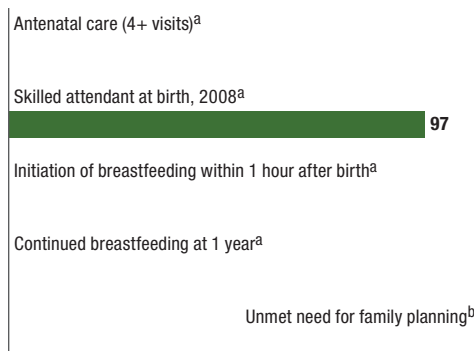 Antenatal care (4+ visits)a
Skilled attendant at birth, 2008a
97
Initiation of breastfeeding within 1 hour after birtha
Continued breastfeeding at 1 yeara
Unmet need for family planningb